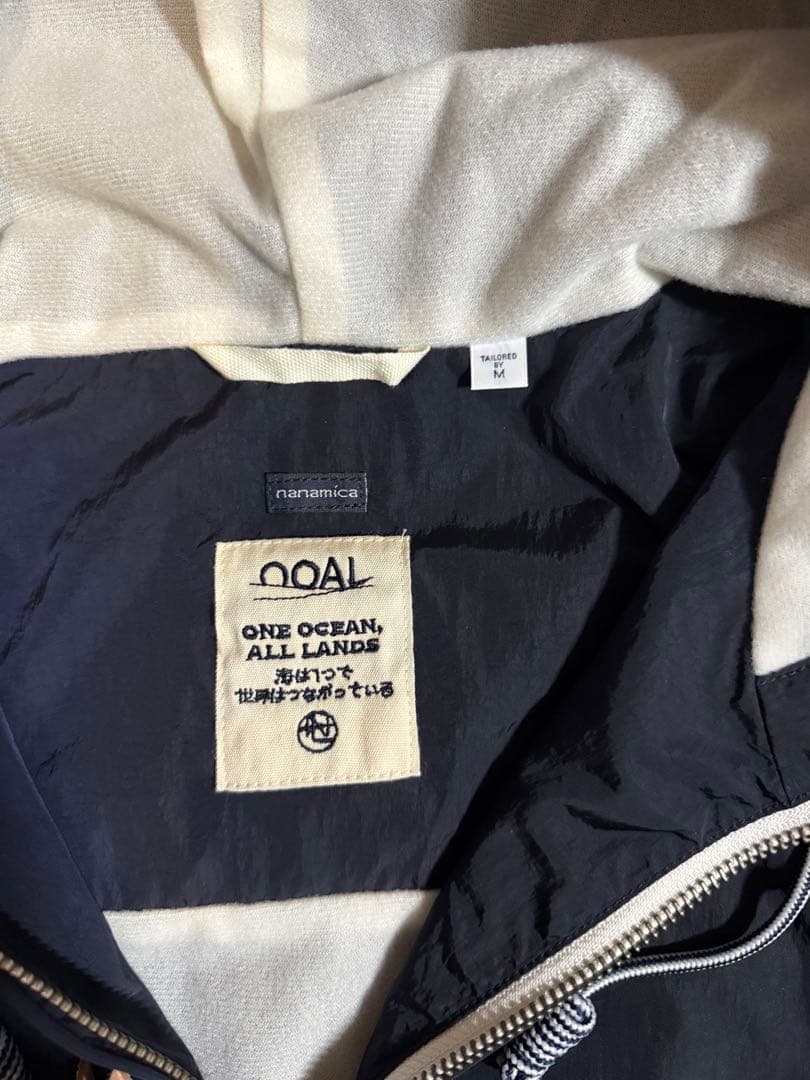 TAILORED
BY
M
nanamica
OOAL
ONE OCEAN,
ALL LANDS
海は1つで
世界はつながっている